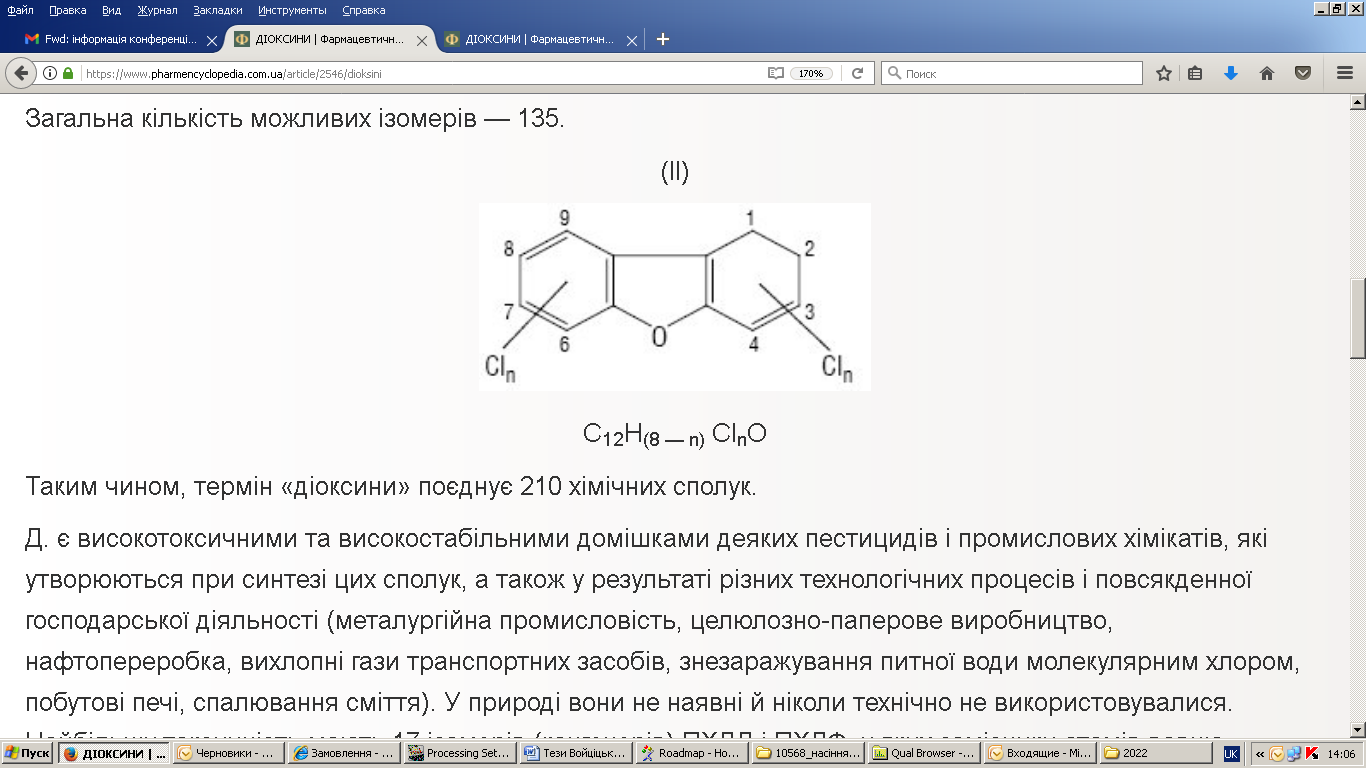 Файл Правка Вид Журнал Закладки Инструменты Справка
Fwd: інформація конференці... ДІОКСИНИ | Фармацевтичн... ДІОКСИНИ | Фармацевтичн...
https://www.pharmencyclopedia.com.ua/article/2546/dioksini 170% Поиск
Загальна кількість можливих ізомерів — 135.
(II)
9 1
8 2
7 3
6 O 4
Cln Cln
C12H(8 — n) ClnO
Таким чином, термін «діоксини» поєднує 210 хімічних сполук.
Д. є високотоксичними та високостабільними домішками деяких пестицидів і промислових хімікатів, які
утворюються при синтезі цих сполук, а також у результаті різних технологічних процесів і повсякденної
господарської діяльності (металургійна промисловість, целюлозно-паперове виробництво,
нафтопереробка, вихлопні гази транспортних засобів, знезаражування питної води молекулярним хлором,
побутові печі, спалювання сміття). У природі вони не наявні й ніколи технічно не використовувалися.
Пуск ДІОКСИНИ | ... Черновики - ... Замовлення - ... Processing Set... Тези Войціцьк... Roadmap - Но... 10568_насіння... Qual Browser -... Входящие - Mi... 2022 UK « 14:06